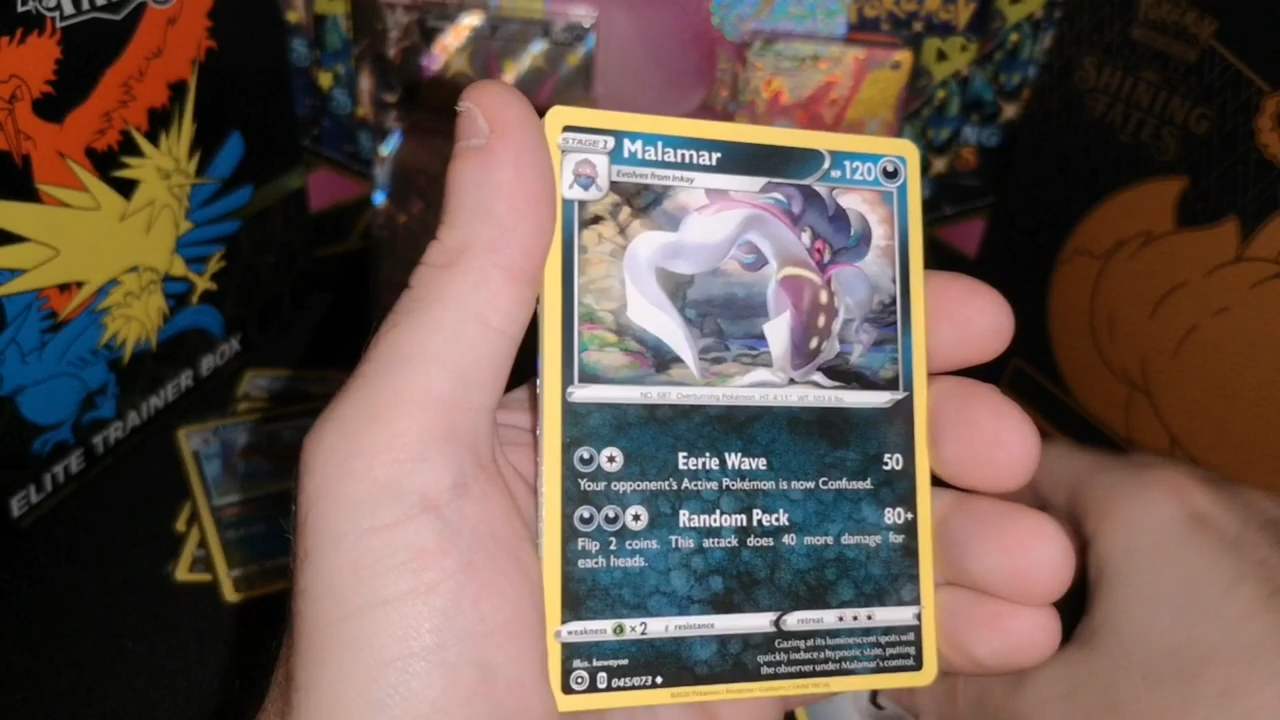 STAGE 1
Malamar
HP 120
Evolves from Inkay
NO. 687 Overturning Pokémon HT: 4'11" WT: 103.6 lbs.
Eerie Wave 50
Your opponent's Active Pokémon is now Confused.
Random Peck 80+
Flip 2 coins. This attack does 40 more damage for
each heads.
weakness ×2 resistance retreat
Illus. kawayoo
Gazing at its luminescent spots will
quickly induce a hypnotic state, putting
the observer under Malamar's control.
045/073
ELITE TRAINER BOX
Pokémon
POKÉMON
SHINING
FATES